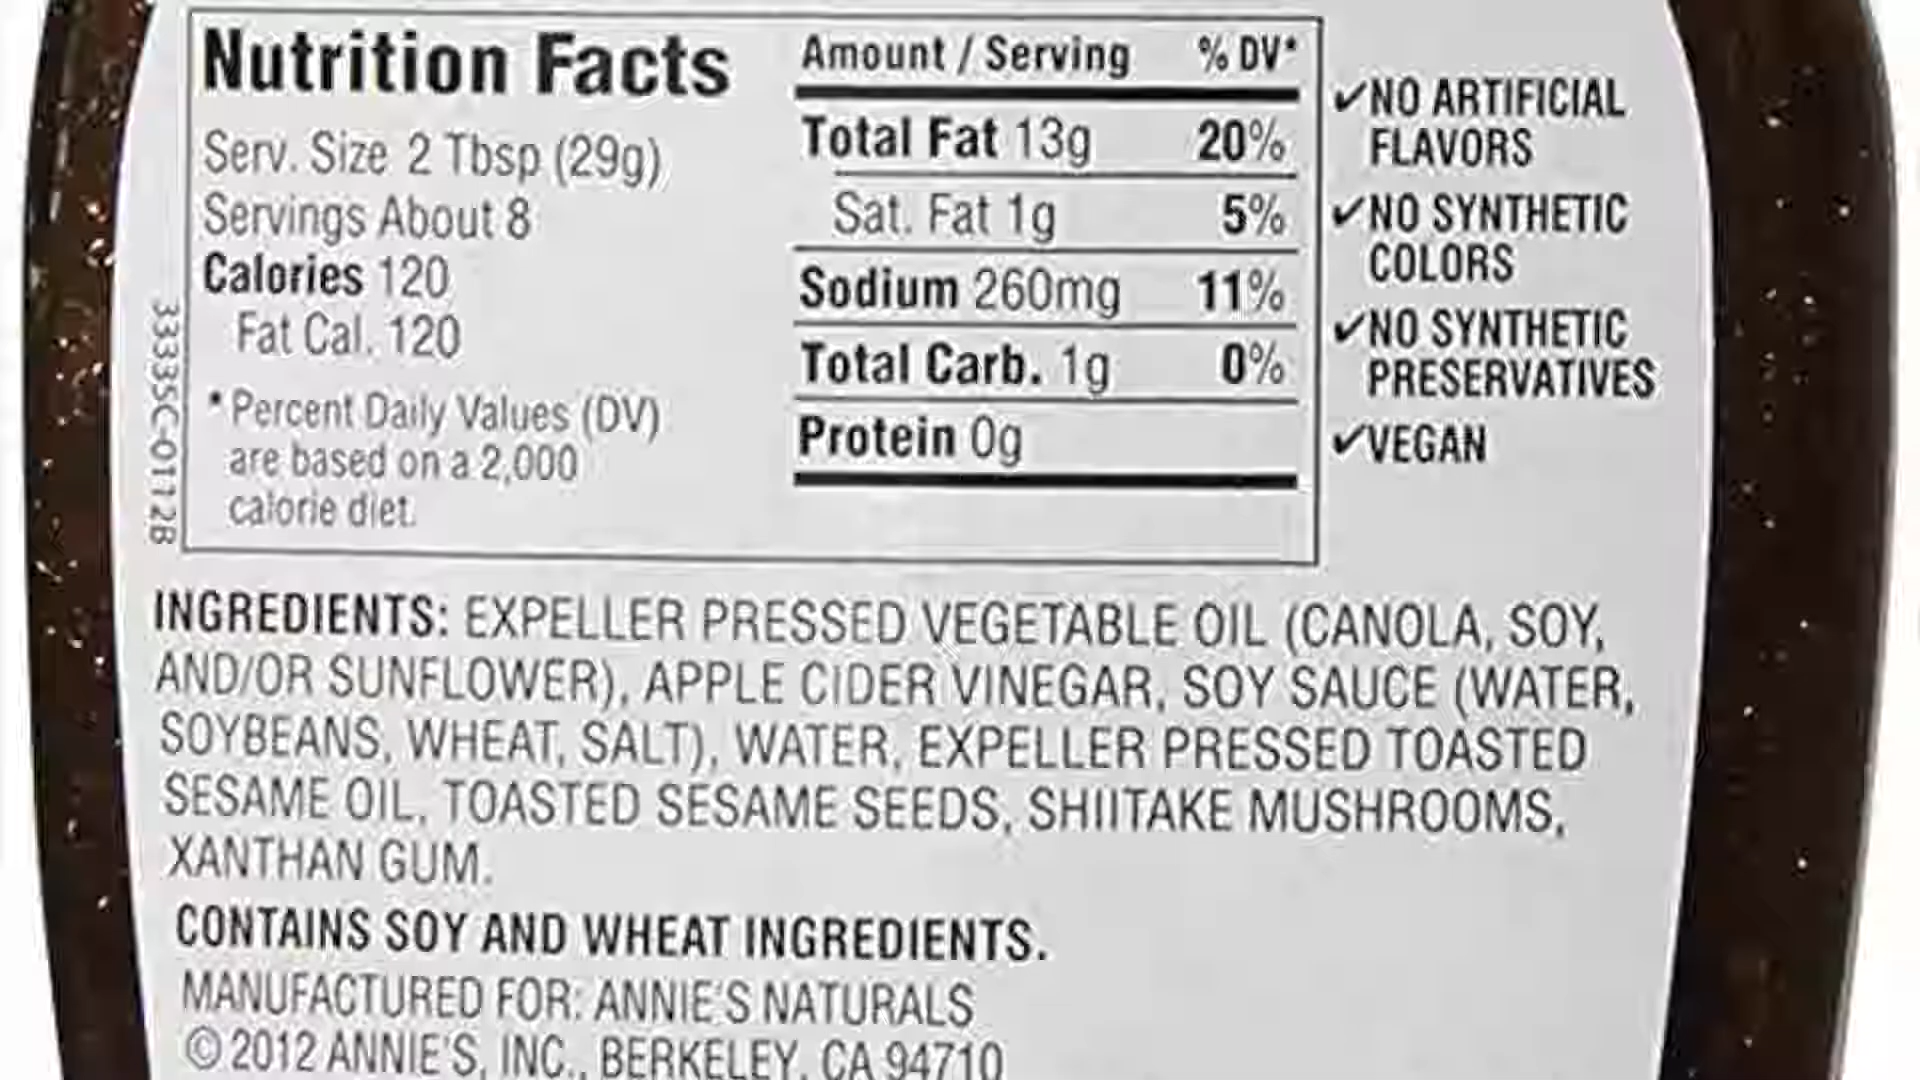 Nutrition Facts
Serv. Size 2 Tbsp (29g)
Servings About 8
Calories 120
Fat Cal. 120
* Percent Daily Values (DV)
are based on a 2,000
calorie diet.
Amount / Serving % DV*
Total Fat 13g 20%
Sat. Fat 1g 5%
Sodium 260mg 11%
Total Carb. 1g 0%
Protein 0g
✓NO ARTIFICIAL
FLAVORS
✓NO SYNTHETIC
COLORS
✓NO SYNTHETIC
PRESERVATIVES
✓VEGAN
333SC-0112B
INGREDIENTS: EXPELLER PRESSED VEGETABLE OIL (CANOLA, SOY,
AND/OR SUNFLOWER), APPLE CIDER VINEGAR, SOY SAUCE (WATER,
SOYBEANS, WHEAT, SALT), WATER, EXPELLER PRESSED TOASTED
SESAME OIL, TOASTED SESAME SEEDS, SHIITAKE MUSHROOMS,
XANTHAN GUM.
CONTAINS SOY AND WHEAT INGREDIENTS.
MANUFACTURED FOR: ANNIE'S NATURALS
© 2012 ANNIE'S, INC., BERKELEY, CA 94710